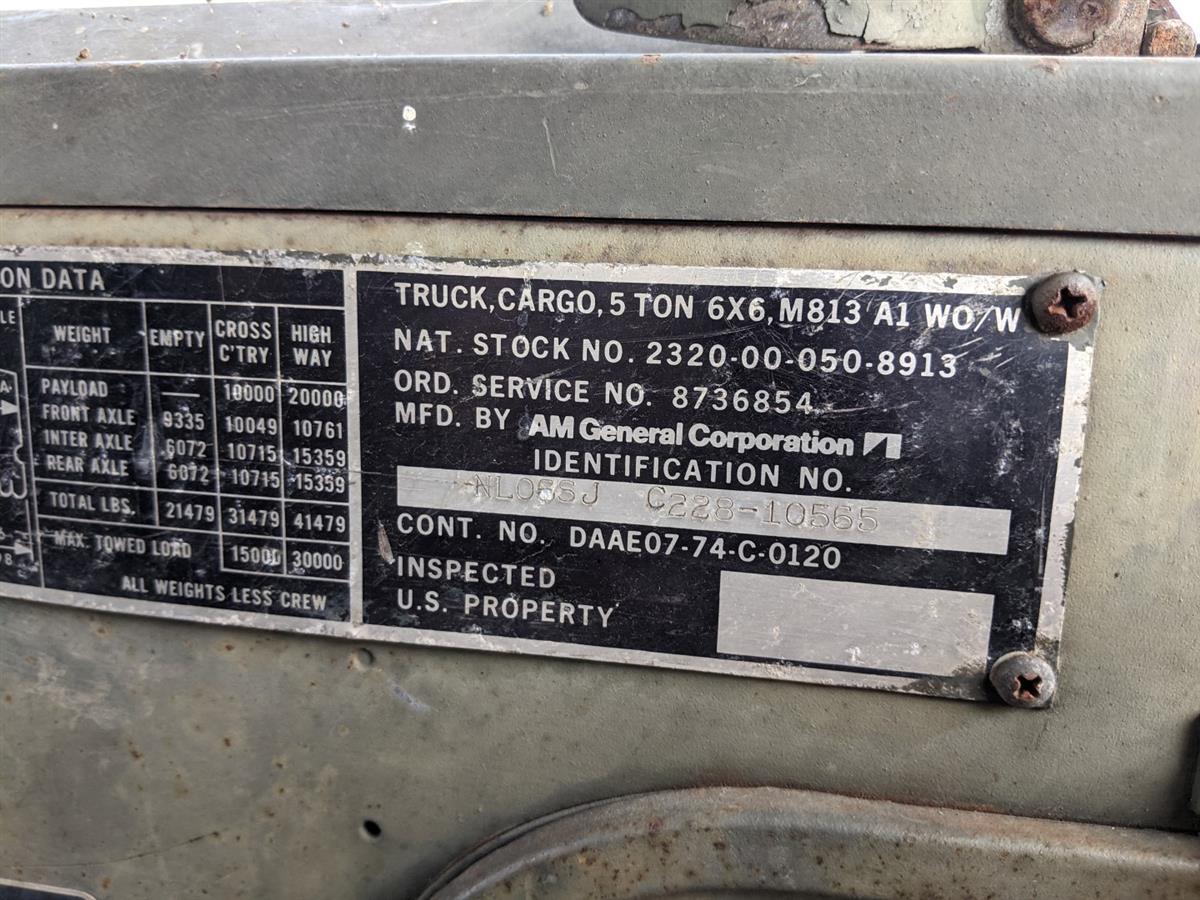 ON DATA
LE
WEIGHT EMPTY CROSS C'TRY HIGH WAY
PAYLOAD — 10000 20000
FRONT AXLE 9335 10049 10761
INTER AXLE 6072 10715 15359
REAR AXLE 6072 10715 15359
TOTAL LBS. 21479 31479 41479
MAX. TOWED LOAD 15000 30000
ALL WEIGHTS LESS CREW
TRUCK, CARGO, 5 TON 6X6, M813 A1 WO/W
NAT. STOCK NO. 2320-00-050-8913
ORD. SERVICE NO. 8736854
MFD. BY AM General Corporation
IDENTIFICATION NO.
C228-10565
CONT. NO. DAAE07-74-C-0120
INSPECTED
U.S. PROPERTY